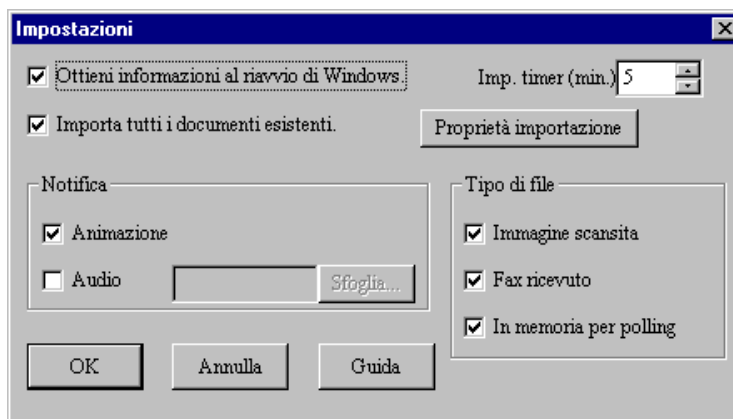 Impostazioni
Ottieni informazioni al riavvio di Windows.
Imp. timer (min.) 5
Importa tutti i documenti esistenti.
Proprietà importazione
Notifica
Animazione
Audio
Sfoglia...
Tipo di file
Immagine scansita
Fax ricevuto
In memoria per polling
OK
Annulla
Guida